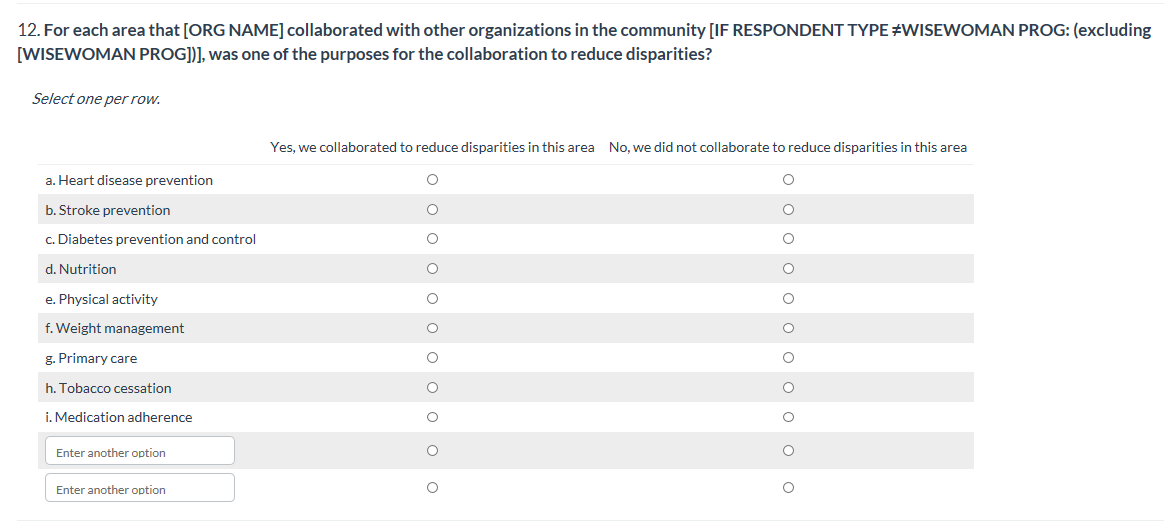 12. For each area that [ORG NAME] collaborated with other organizations in the community [IF RESPONDENT TYPE ≠WISEWOMAN PROG: (excluding
[WISEWOMAN PROG])], was one of the purposes for the collaboration to reduce disparities?
Select one per row.
Yes, we collaborated to reduce disparities in this area No, we did not collaborate to reduce disparities in this area
a. Heart disease prevention
b. Stroke prevention
c. Diabetes prevention and control
d. Nutrition
e. Physical activity
f. Weight management
g. Primary care
h. Tobacco cessation
i. Medication adherence
Enter another option
Enter another option